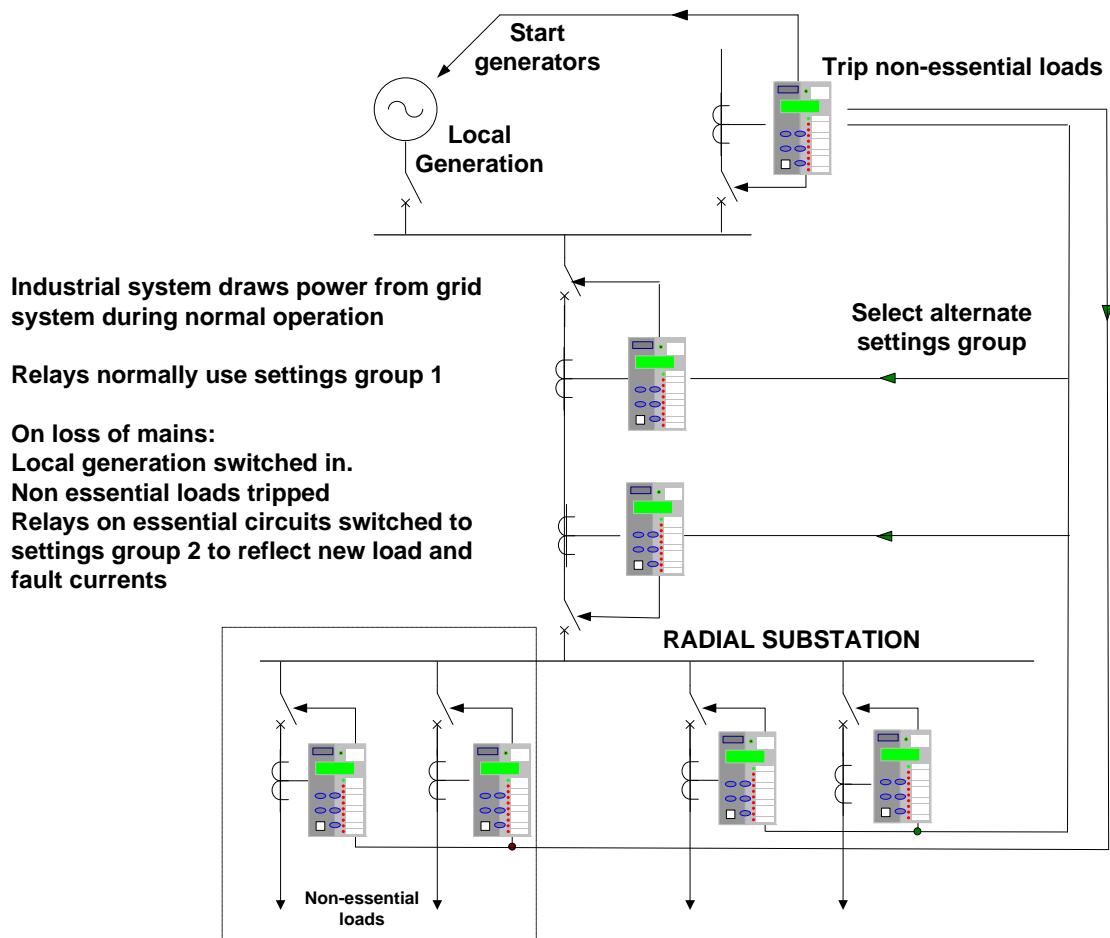 Start
generators
Trip non-essential loads
Local
Generation
Industrial system draws power from grid
system during normal operation
Select alternate
settings group
Relays normally use settings group 1
On loss of mains:
Local generation switched in.
Non essential loads tripped
Relays on essential circuits switched to
settings group 2 to reflect new load and
fault currents
RADIAL SUBSTATION
Non-essential
loads